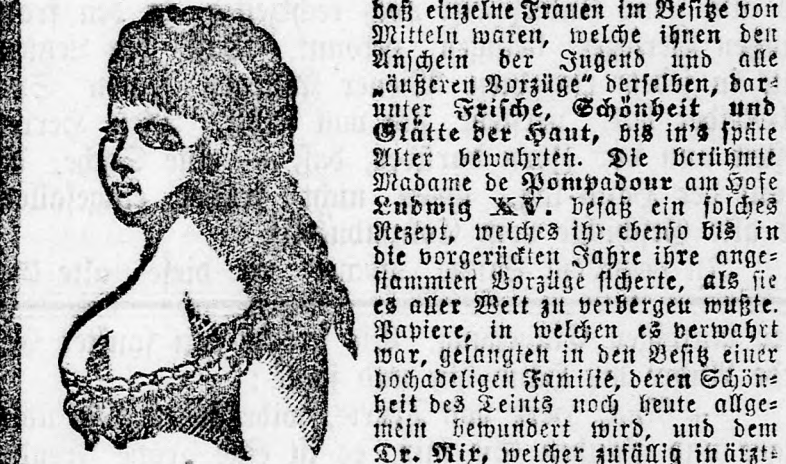 daß einzelne Frauen im Besitze von
Mitteln waren, welche ihnen den
Anschein der Jugend und alle
„äußeren Vorzüge“ derselben, dar-
unter Frische, Schönheit und
Glätte der Haut, bis in's späte
Alter bewahrten. Die berühmte
Madame de Pompadour am Hofe
Ludwig XV. besaß ein solches
Rezept, welches ihr ebenso bis in
die vorgerückten Jahre ihre ange-
stammten Vorzüge sicherte, als sie
es aller Welt zu verbergen wußte.
Papiere, in welchen es verwahrt
war, gelangten in den Besitz einer
hochadeligen Familie, deren Schön-
heit des Teints noch heute allge-
mein bewundert wird, und dem
Dr. Rix, welcher zufällig in ärzt-